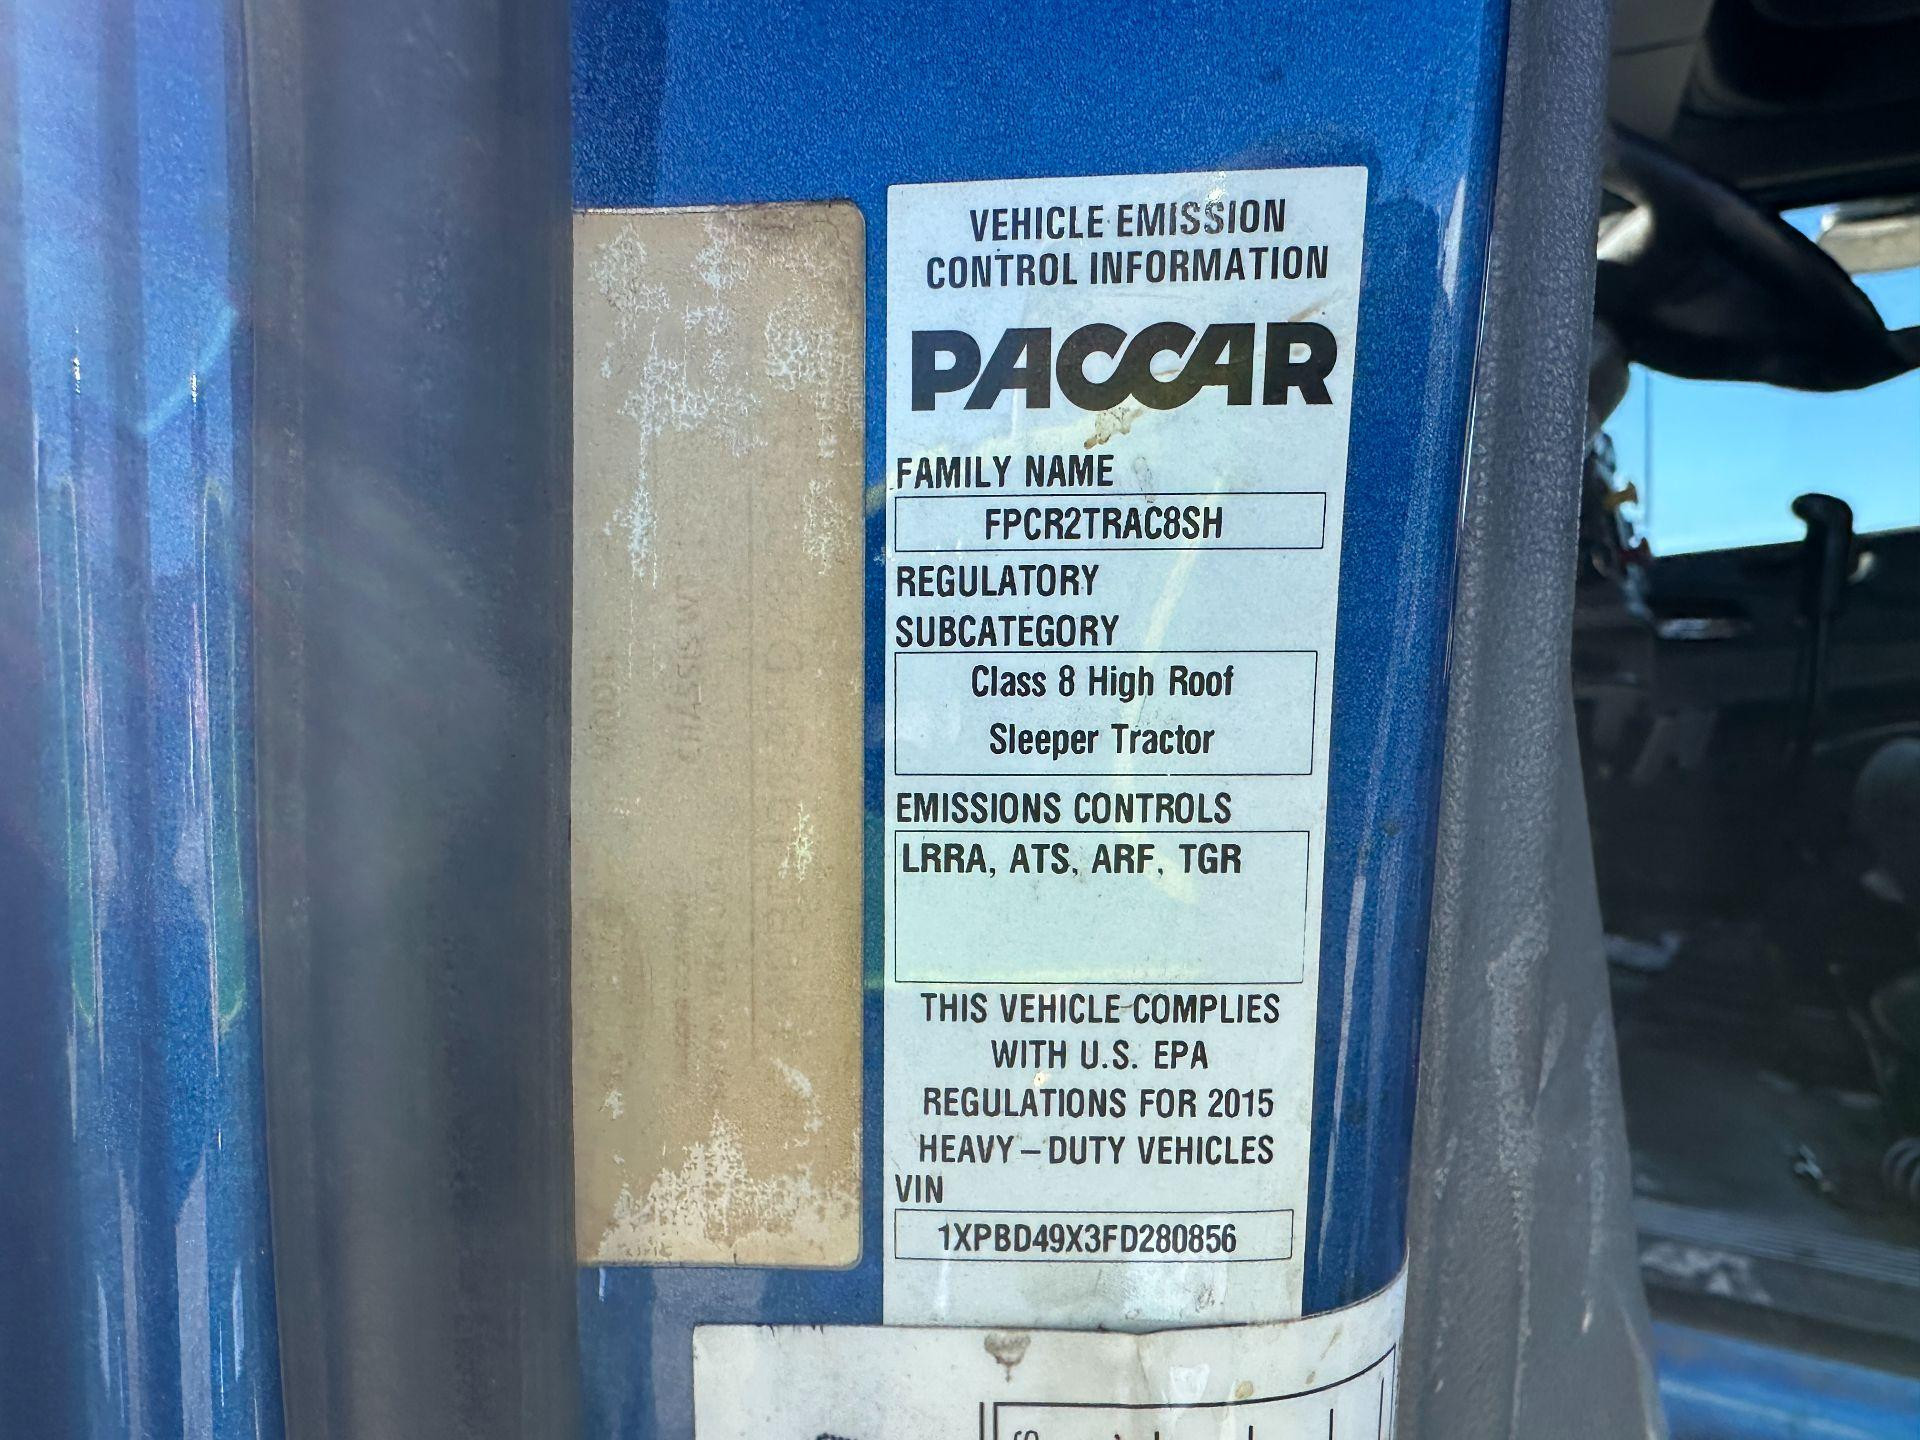 VEHICLE EMISSION
CONTROL INFORMATION
PACCAR
FAMILY NAME
FPCR2TRAC8SH
REGULATORY
SUBCATEGORY
Class 8 High Roof
Sleeper Tractor
EMISSIONS CONTROLS
LRRA, ATS, ARF, TGR
THIS VEHICLE COMPLIES
WITH U.S. EPA
REGULATIONS FOR 2015
HEAVY-DUTY VEHICLES
VIN
1XPBD49X3FD280856